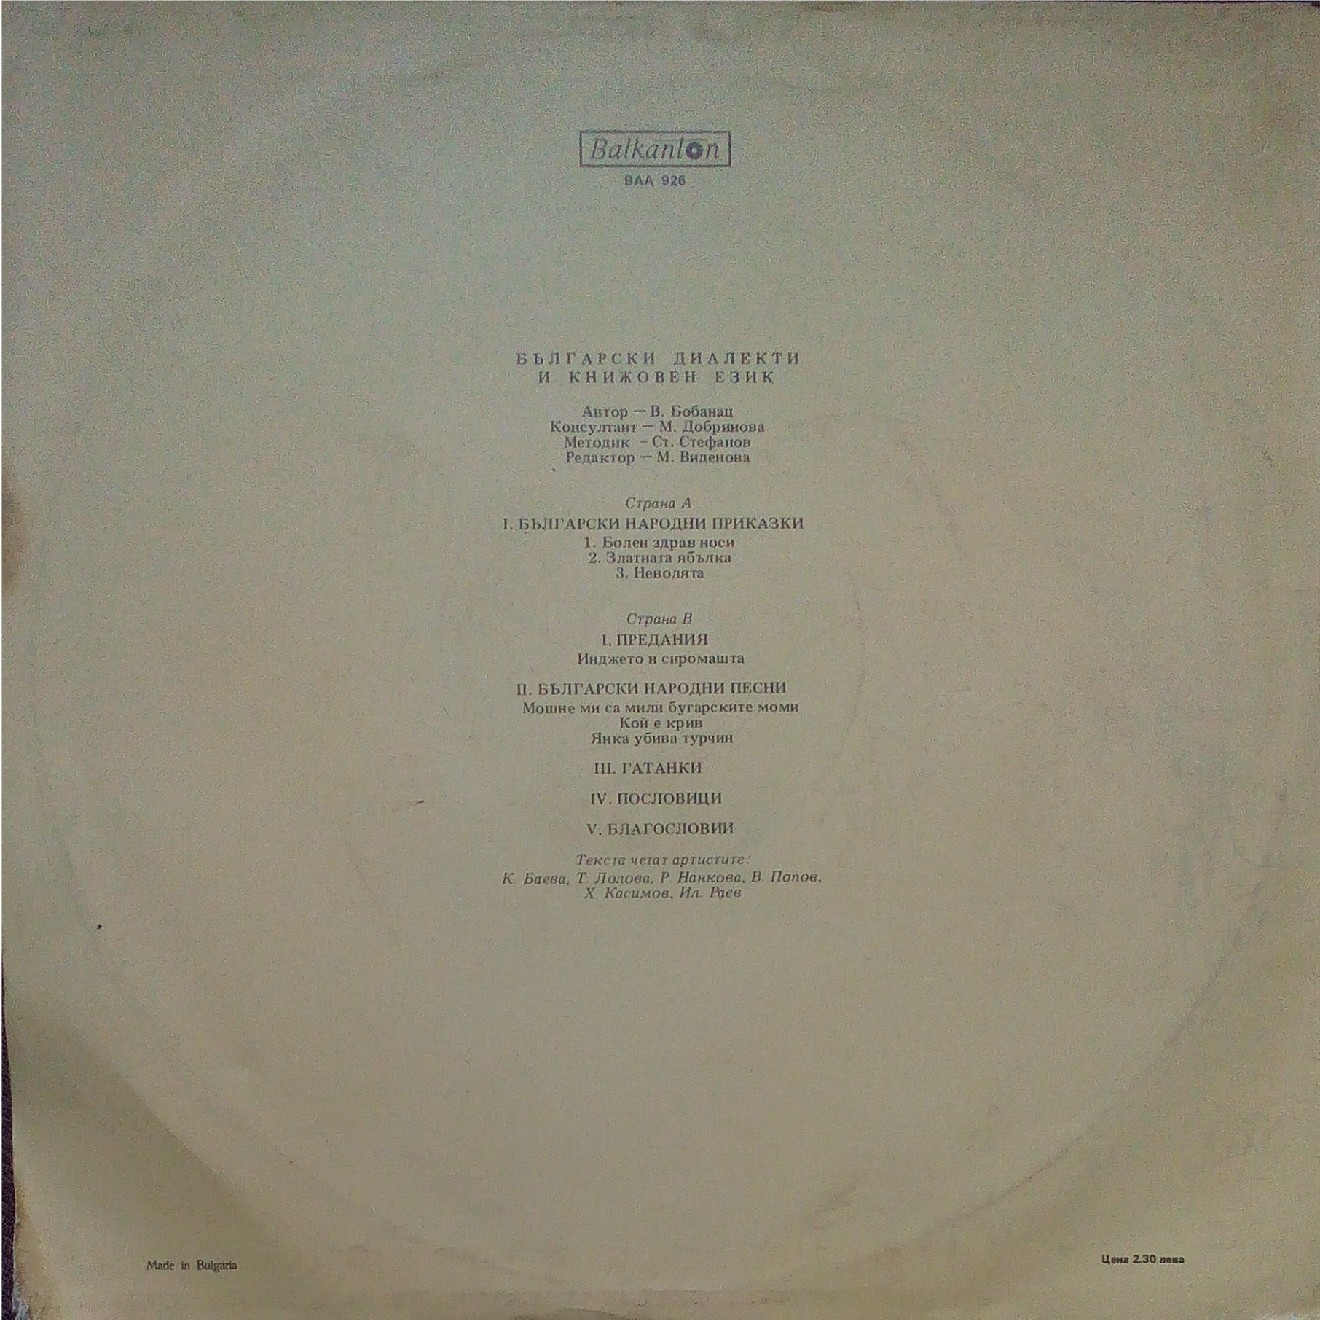 Balkanton
ВАА 926
БЪЛГАРСКИ ДИАЛЕКТИ
И КНИЖОВЕН ЕЗИК
Автор — В. Бобанац
Консултант — М. Добринова
Методик – Ст. Стефанов
Редактор — М. Виденова
Страна А
I. БЪЛГАРСКИ НАРОДНИ ПРИКАЗКИ
1. Болен здрав носи
2. Златната ябълка
3. Неволята
Страна В
I. ПРЕДАНИЯ
Инджето и сиромашта
II. БЪЛГАРСКИ НАРОДНИ ПЕСНИ
Мошне ми са мили бугарските моми
Кой е крив
Янка убива турчин
III. ГАТАНКИ
IV. ПОСЛОВИЦИ
V. БЛАГОСЛОВИИ
Текста четат артистите:
К. Баева, Т. Лолова, Р. Нанкова, В. Попов,
Х. Касимов, Ил. Раев
Made in Bulgaria
Цена 2.30 лева